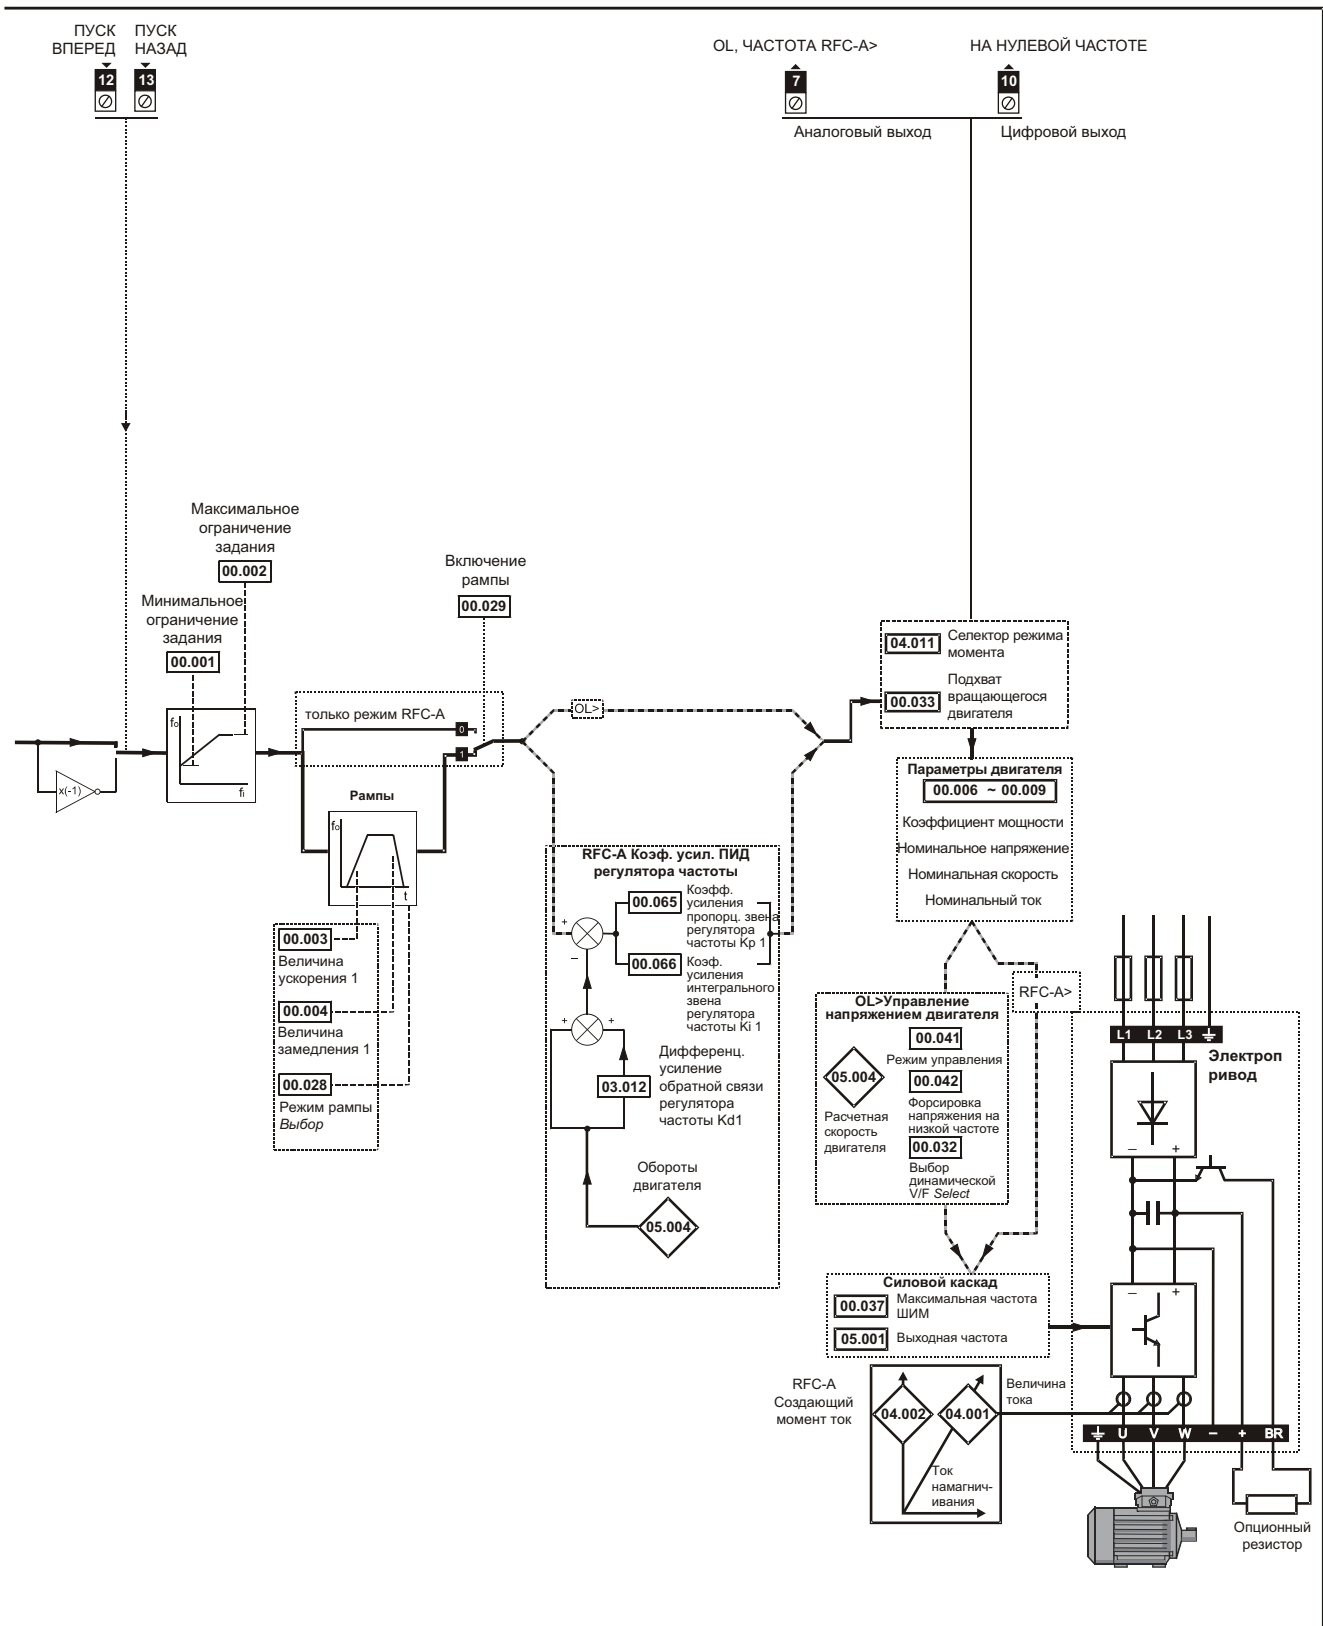 ПУСК
ВПЕРЕД
ПУСК
НАЗАД
12
13
OL, ЧАСТОТА RFC-A>
НА НУЛЕВОЙ ЧАСТОТЕ
7
10
Аналоговый выход
Цифровой выход
Максимальное
ограничение
задания
00.002
Минимальное
ограничение
задания
00.001
Включение
рампы
00.029
fo
fi
x(-1)
только режим RFC-A
0
1
Рампы
fo
t
00.003
Величина
ускорения 1
00.004
Величина
замедления 1
00.028
Режим рампы
Выбор
OL>
RFC-A Коэф. усил. ПИД
регулятора частоты
00.065
Коэфф.
усиления
пропорц. звена
регулятора
частоты Kp 1
+
–
00.066
Коэф.
усиления
интегрального
звена
регулятора
частоты Ki 1
+
+
03.012
Дифференц.
усиление
обратной связи
регулятора
частоты Kd1
Обороты
двигателя
05.004
04.011
Селектор режима
момента
00.033
Подхват
вращающегося
двигателя
Параметры двигателя
00.006 ~ 00.009
Коэффициент мощности
Номинальное напряжение
Номинальная скорость
Номинальный ток
RFC-A>
OL>Управление
напряжением двигателя
00.041
Режим управления
05.004
Расчетная
скорость
двигателя
00.042
Форсировка
напряжения на
низкой частоте
00.032
Выбор
динамической
V/F Select
Силовой каскад
00.037
Максимальная частота
ШИМ
05.001
Выходная частота
RFC-A
Создающий
момент ток
04.002
04.001
Величина
тока
Ток
намагнич-
ивания
L1
L2
L3
Электроп
ривод
–
+
–
+
U
V
W
–
+
BR
Опционный
резистор